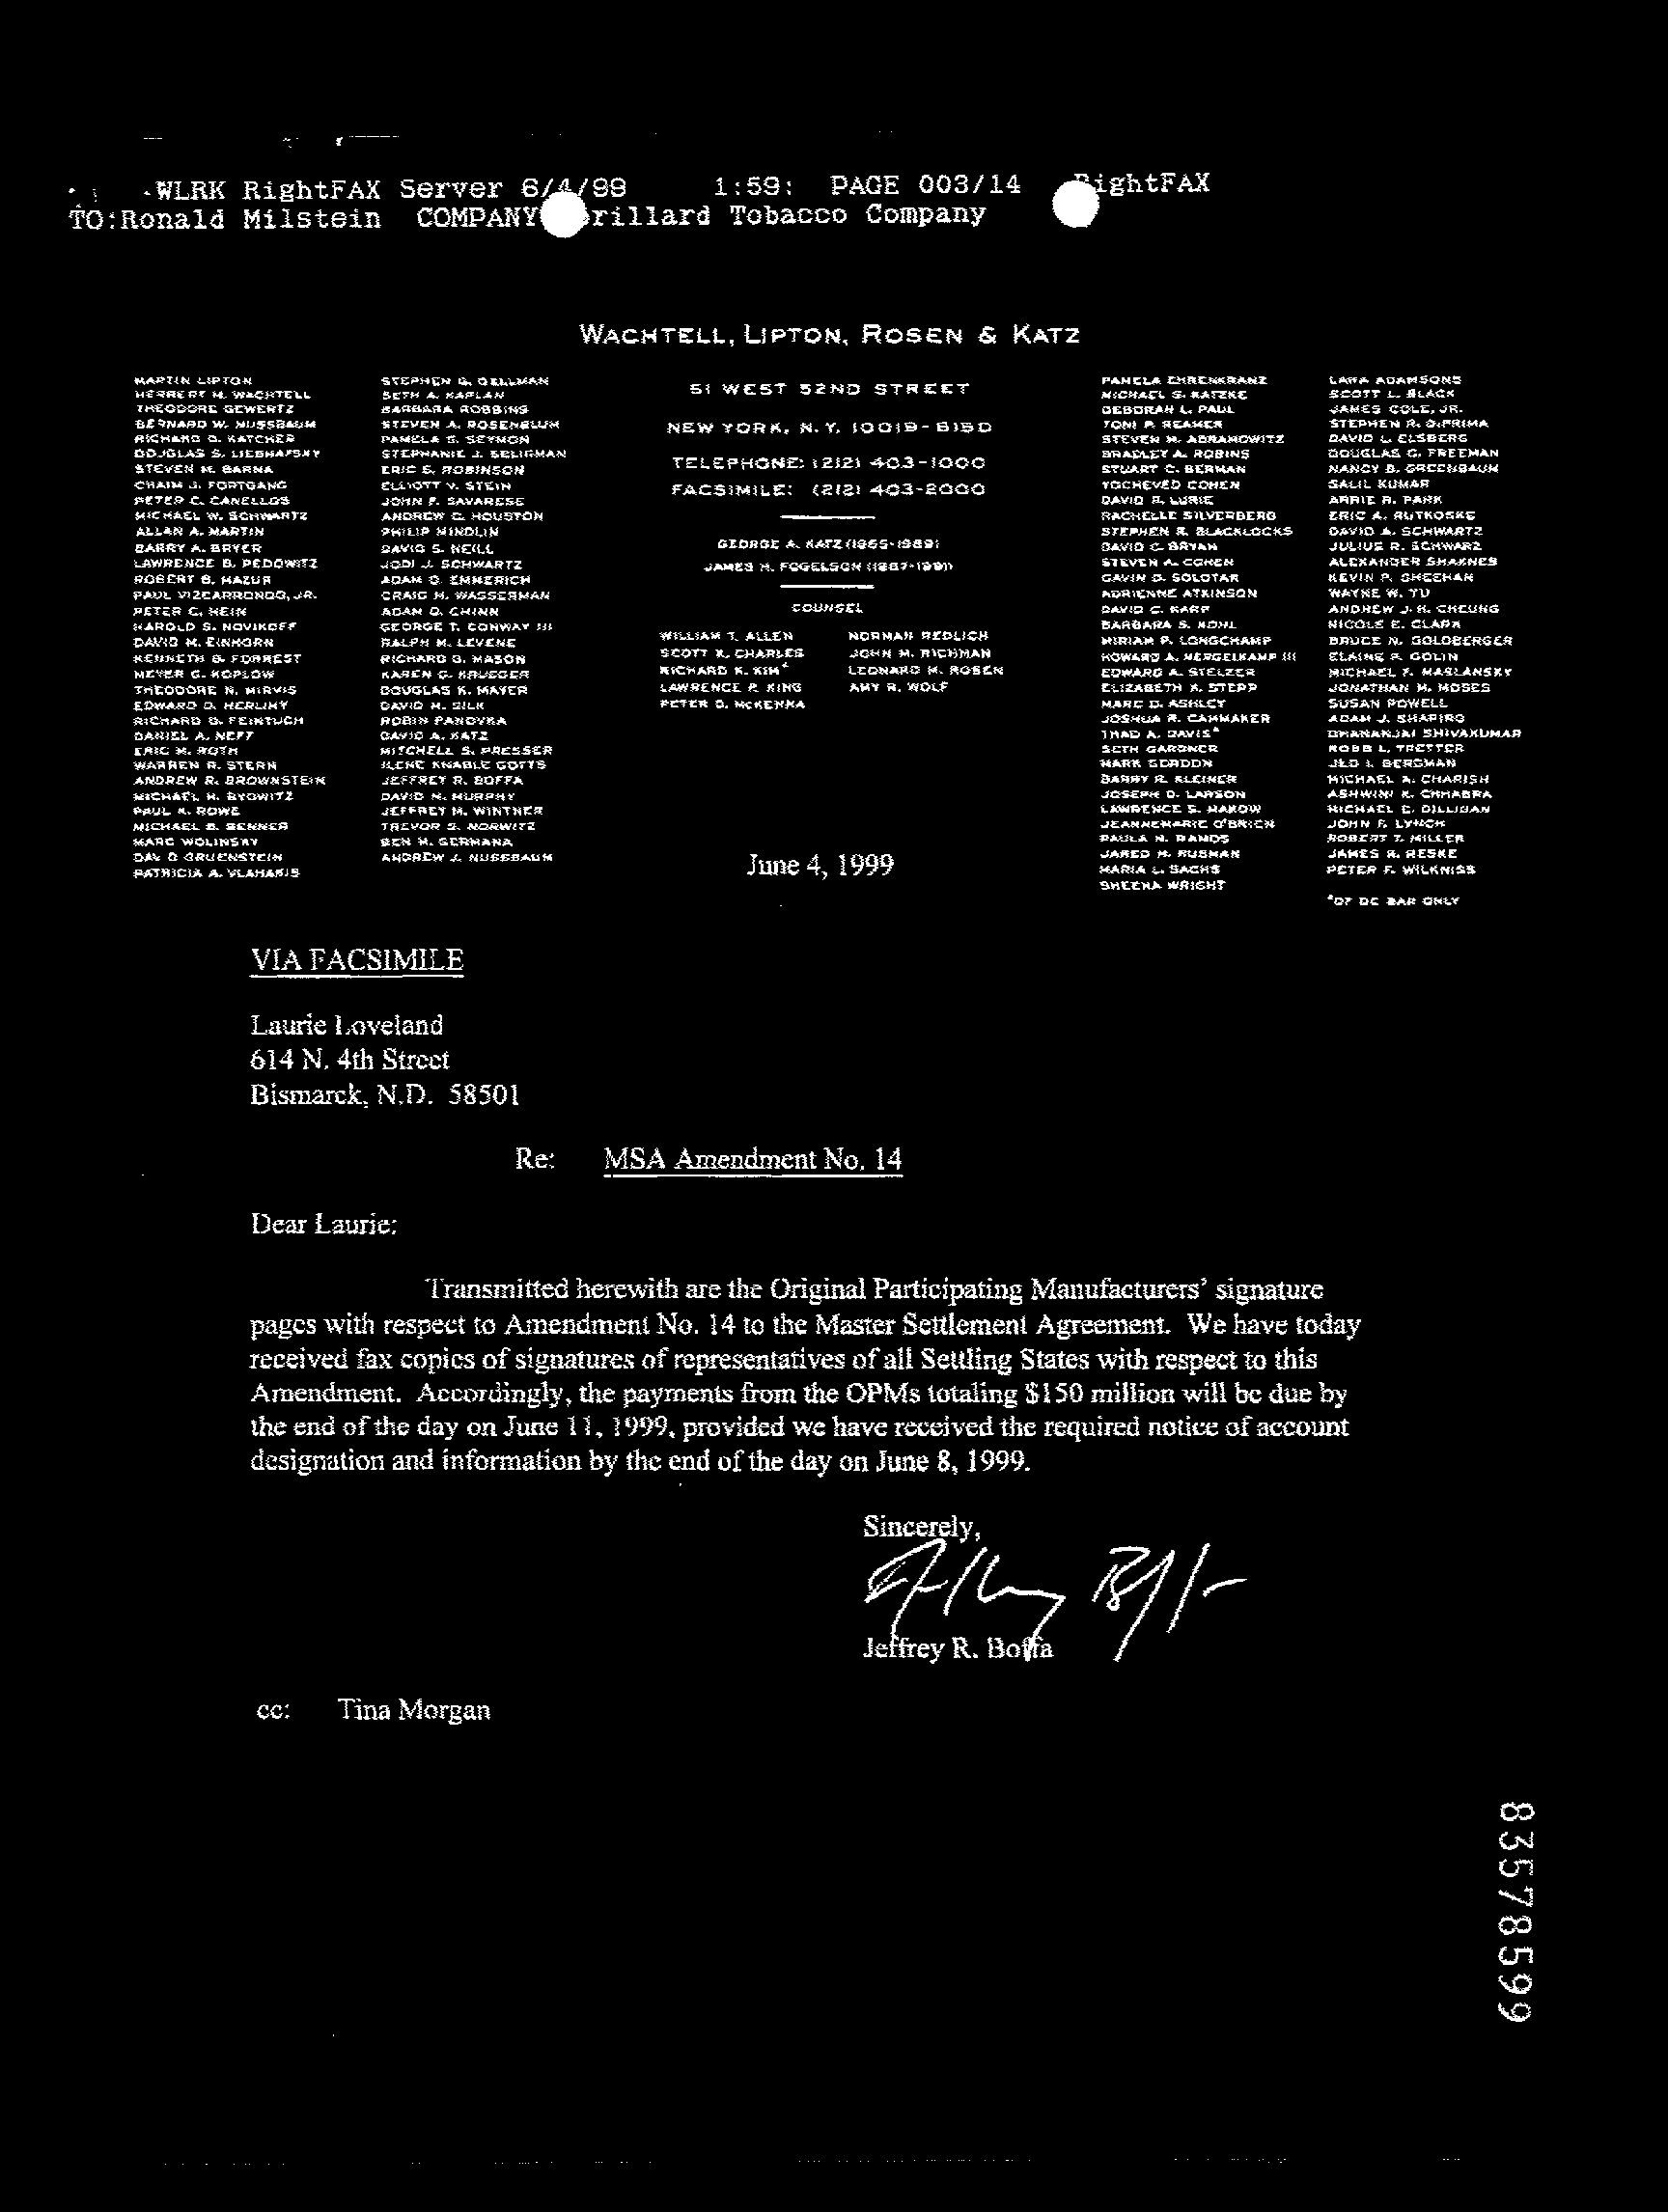 WLRK RightFAX Server 6/4/99 1:59: PAGE 003/14 RightFAX
TO:Ronald Milstein COMPANY rillard Tobacco Company
WACHTELL, LIPTON, ROSEN & KATZ
MARTIN LIPTON
HERBERT M. WACHTELL
THEODORE GEWERTZ
BERNARD W. NUSSBAUM
RICHARD D. KATCHER
DOUGLAS S. LIEBHAFSKY
STEVEN M. BARNA
CHAIM J. FORTGANG
PETER C. CANELLOS
MICHAEL W. SCHWARTZ
ALLAN A. MARTIN
BARRY A. BRYER
LAWRENCE B. PEDOWITZ
ROBERT B. MAZUR
PAUL VIZCARRONDO, JR.
PETER C. HEIN
HAROLD S. NOVIKOFF
DAVID M. EINHORN
KENNETH B. FORREST
MEYER G. KOPLOW
THEODORE N. MIRVIS
EDWARD D. HERLIHY
RICHARD D. FEINTUCH
DANIEL A. NEFF
ERIC M. ROTH
WARREN R. STERN
ANDREW R. BROWNSTEIN
MICHAEL H. BYOWITZ
PAUL K. ROWE
MICHAEL B. BENNER
MARC WOLINSKY
DAVID GRUENSTEIN
PATRICIA A. VLAHAKIS
STEPHEN G. GELLMAN
SETH A. KAPLAN
BARBARA ROBBINS
STEVEN A. ROSENBLUM
PAMELA S. SEYMON
STEPHANIE J. SELIGMAN
ERIC S. ROBINSON
ELLIOTT V. STEIN
JOHN F. SAVARESE
ANDREW C. HOUSTON
PHILIP MINDLIN
DAVID S. NEILL
JODI J. SCHWARTZ
ADAM O. EMMERICH
CRAIG M. WASSERMAN
ADAM D. CHINN
GEORGE T. CONWAY III
RALPH M. LEVENE
RICHARD G. MASON
KAREN G. KRUEGER
DOUGLAS K. MAYER
DAVID M. SILK
ROBIN PANOVKA
DAVID A. KATZ
MITCHELL S. PRESSER
ILENE KNABLE GOTTS
JEFFREY R. BOFFA
DAVID M. MURPHY
JEFFREY M. WINTNER
TREVOR S. NORWITZ
BEN M. GERMANA
ANDREW J. NUSSBAUM
51 WEST 52ND STREET
NEW YORK, N.Y. 10019-6150
TELEPHONE: (212) 403-1000
FACSIMILE: (212) 403-2000
GEORGE A. KATZ (1965-1989)
JAMES H. FOGELSON (1967-1991)
COUNSEL
WILLIAM T. ALLEN NORMAN REDLICH
SCOTT K. CHARLES JOHN M. RICHMAN
RICHARD K. KIM* LEONARD M. ROSEN
LAWRENCE P. KING AMY R. WOLF
PETER D. MCKENNA
PAMELA EHRENKRANZ
MICHAEL S. KATZKE
DEBORAH L. PAUL
TONI P. REAMER
STEVEN M. ABRAMOWITZ
BRADLEY A. ROBINS
STUART C. BERMAN
YOCHEVED COHEN
DAVID B. LURIE
RACHELLE SILVERBERG
STEPHEN R. BLACKLOCKS
DAVID C. BRYAN
STEVEN A. COHEN
GAVIN D. SOLOTAR
ADRIENNE ATKINSON
DAVID C. KARP
BARBARA S. KOHL
MIRIAM P. LONGCHAMP
HOWARD A. MERGELKAMP III
EDWARD A. STELZER
ELIZABETH K. STEPP
MARC D. ASHLEY
JOSHUA R. CAMMAKER
THAD A. DAVIS*
SETH GARDNER
MARK GORDON
BARRY R. KLEINER
JOSEPH D. LARSON
LAWRENCE S. MAKOW
JEANNEMARIE O'BRIEN
PAULA N. RAMOS
JARED M. RUSMAN
MARIA L. SACHS
SHEENA WRIGHT
LARA ADAMSONS
SCOTT L. BLACK
JAMES COLE, JR.
STEPHEN R. DIPRIMA
DAVID L. ELSBERG
DOUGLAS G. FREEMAN
NANCY B. GREENBAUM
SALIL KUMAR
ARRIE R. PARK
ERIC A. RUTKOSKE
DAVID A. SCHWARTZ
JULIUS R. SCHWARZ
ALEXANDER SHAKNES
KEVIN P. SHEEHAN
WAYNE W. YU
ANDREW J. H. CHEUNG
NICOLE E. CLARK
BRUCE N. GOLDBERGER
ELAINE P. GOLIN
MICHAEL F. MASLANSKY
JONATHAN M. MOSES
SUSAN POWELL
ADAM J. SHAPIRO
DHANANJAI SHIVAKUMAR
ROBB L. TRETTER
JED I. BERGMAN
MICHAEL A. CHARISH
ASHWINI K. CHHABRA
MICHAEL C. DILLIGAN
JOHN F. LYNCH
ROBERT T. MILLER
JAMES R. RESKE
PETER F. WILKNISS
*OF DC BAR ONLY
June 4, 1999
VIA FACSIMILE
Laurie Loveland
614 N. 4th Street
Bismarck, N.D. 58501
Re: MSA Amendment No. 14
Dear Laurie:
Transmitted herewith are the Original Participating Manufacturers' signature
pages with respect to Amendment No. 14 to the Master Settlement Agreement. We have today
received fax copies of signatures of representatives of all Settling States with respect to this
Amendment. Accordingly, the payments from the OPMs totaling $150 million will be due by
the end of the day on June 11, 1999, provided we have received the required notice of account
designation and information by the end of the day on June 8, 1999.
Sincerely,
Jeffrey R. Boffa
cc: Tina Morgan
83578599